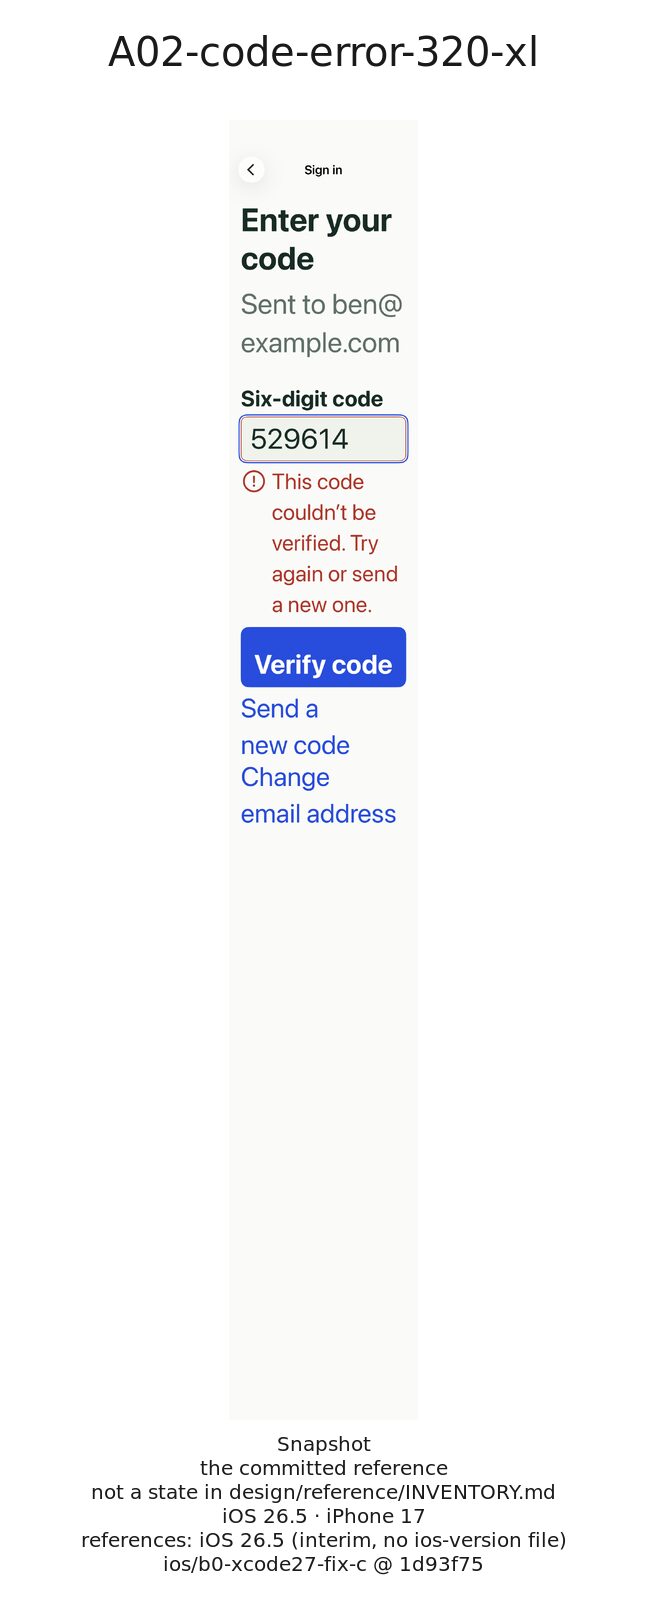 A02-code-error-320-xl
Sign in
Enter your
code
Sent to ben@
example.com
Six-digit code
529614
This code
couldn’t be
verified. Try
again or send
a new one.
Verify code
Send a
new code
Change
email address
Snapshot
the committed reference
not a state in design/reference/INVENTORY.md
iOS 26.5 · iPhone 17
references: iOS 26.5 (interim, no ios-version file)
ios/b0-xcode27-fix-c @ 1d93f75